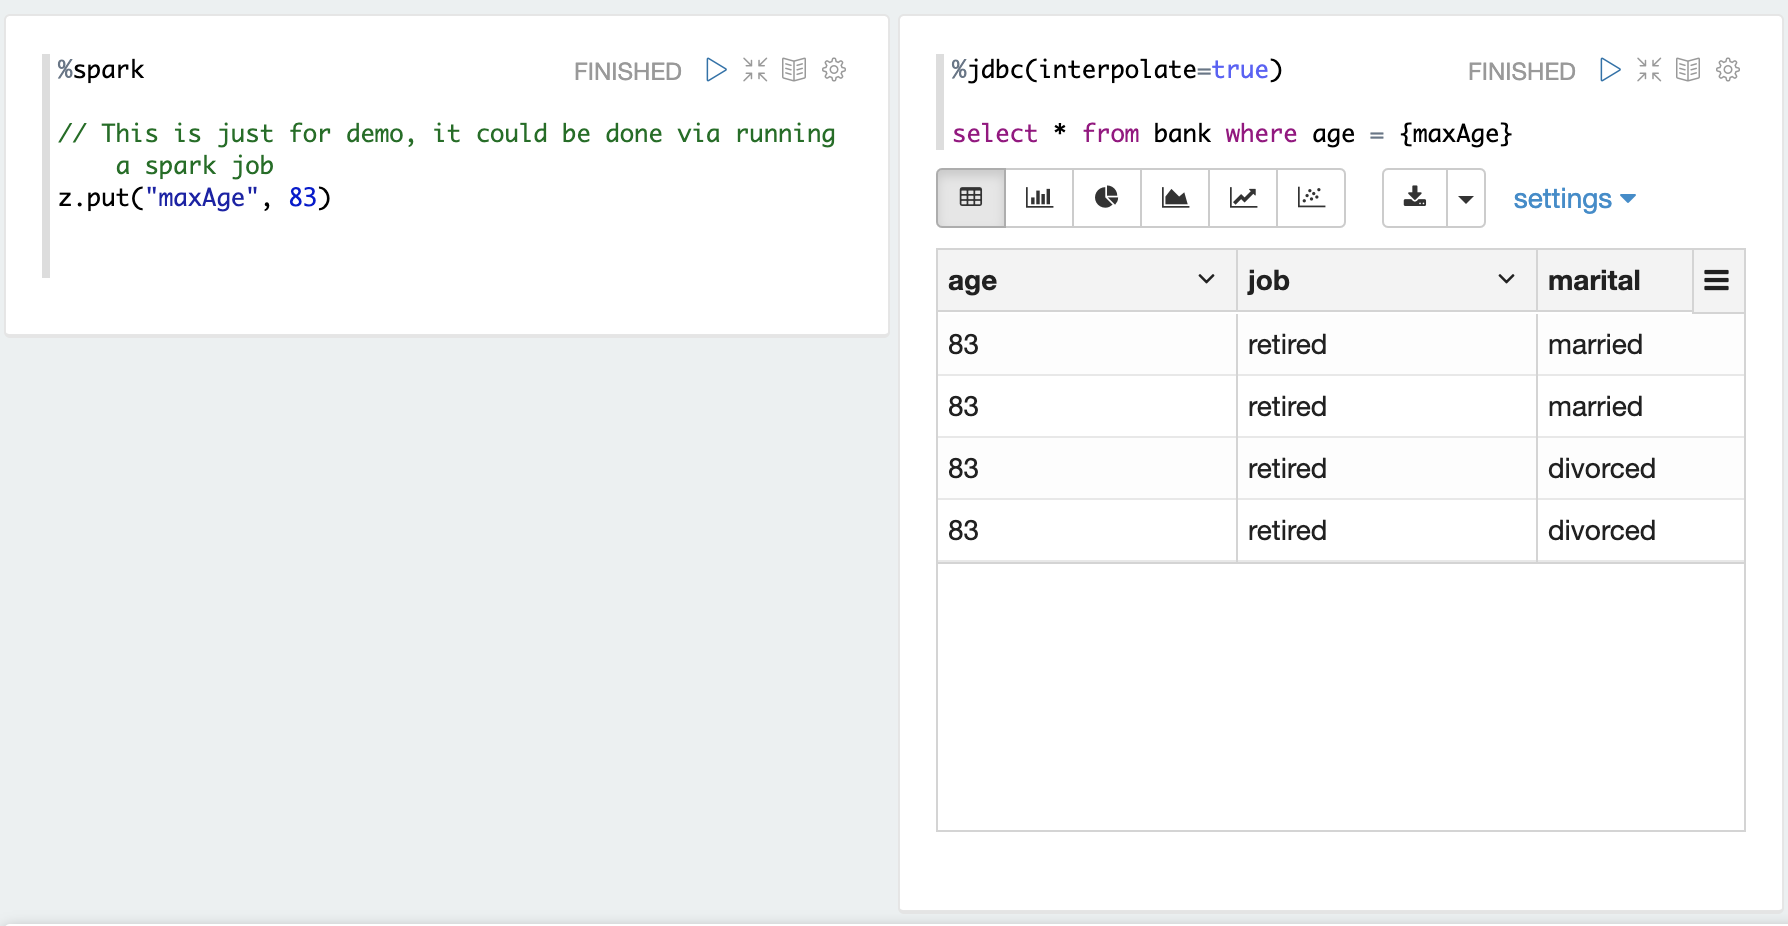 %spark
FINISHED
// This is just for demo, it could be done via running
a spark job
z.put("maxAge", 83)
%jdbc(interpolate=true)
FINISHED
select * from bank where age = {maxAge}
settings
age job marital
83 retired married
83 retired married
83 retired divorced
83 retired divorced